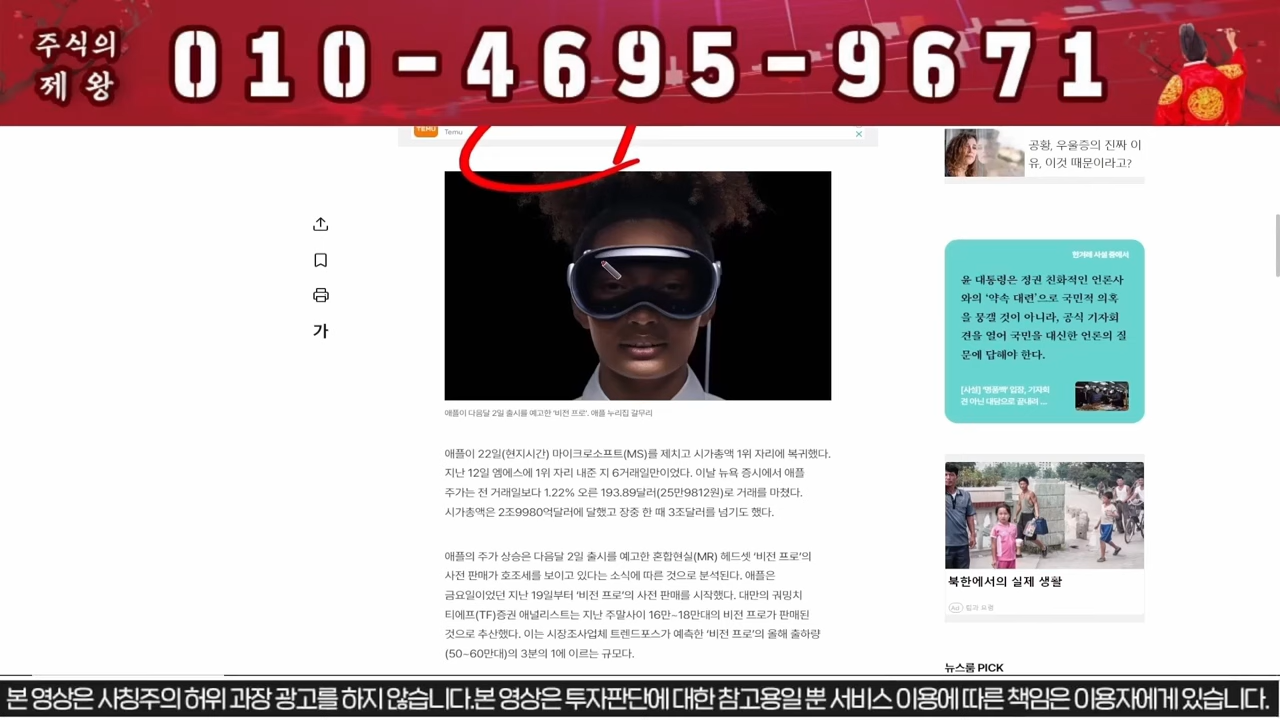 주식의
제 왕
010-4695-9671
TEMU
Temu
공황, 우울증의 진짜 이
유, 이것 때문이라고?
가
한겨레 사설 중에서
윤 대통령은 정권 친화적인 언론사
와의 '약속 대련'으로 국민적 의혹
을 뭉갤 것이 아니라, 공식 기자회
견을 열어 국민을 대신한 언론의 질
문에 답해야 한다.
[사설] '명품백' 입장, 기자회
견 아닌 대담으로 끝내려 ...
애플이 다음달 2일 출시를 예고한 '비전 프로'. 애플 누리집 갈무리
애플이 22일(현지시간) 마이크로소프트(MS)를 제치고 시가총액 1위 자리에 복귀했다.
지난 12일 엠에스에 1위 자리 내준 지 6거래일만이었다. 이날 뉴욕 증시에서 애플
주가는 전 거래일보다 1.22% 오른 193.89달러(25만9812원)로 거래를 마쳤다.
시가총액은 2조9980억달러에 달했고 장중 한 때 3조달러를 넘기도 했다.
애플의 주가 상승은 다음달 2일 출시를 예고한 혼합현실(MR) 헤드셋 '비전 프로'의
사전 판매가 호조세를 보이고 있다는 소식에 따른 것으로 분석된다. 애플은
금요일이었던 지난 19일부터 '비전 프로'의 사전 판매를 시작했다. 대만의 궈밍치
티에프(TF)증권 애널리스트는 지난 주말사이 16만~18만대의 비전 프로가 판매된
것으로 추산했다. 이는 시장조사업체 트렌드포스가 예측한 '비전 프로'의 올해 출하량
(50~60만대)의 3분의 1에 이르는 규모다.
북한에서의 실제 생활
Ad
뉴스룸 PICK
본 영상은 사칭주의 허위 과장 광고를 하지 않습니다.본 영상은 투자판단에 대한 참고용일 뿐 서비스 이용에 따른 책임은 이용자에게 있습니다.